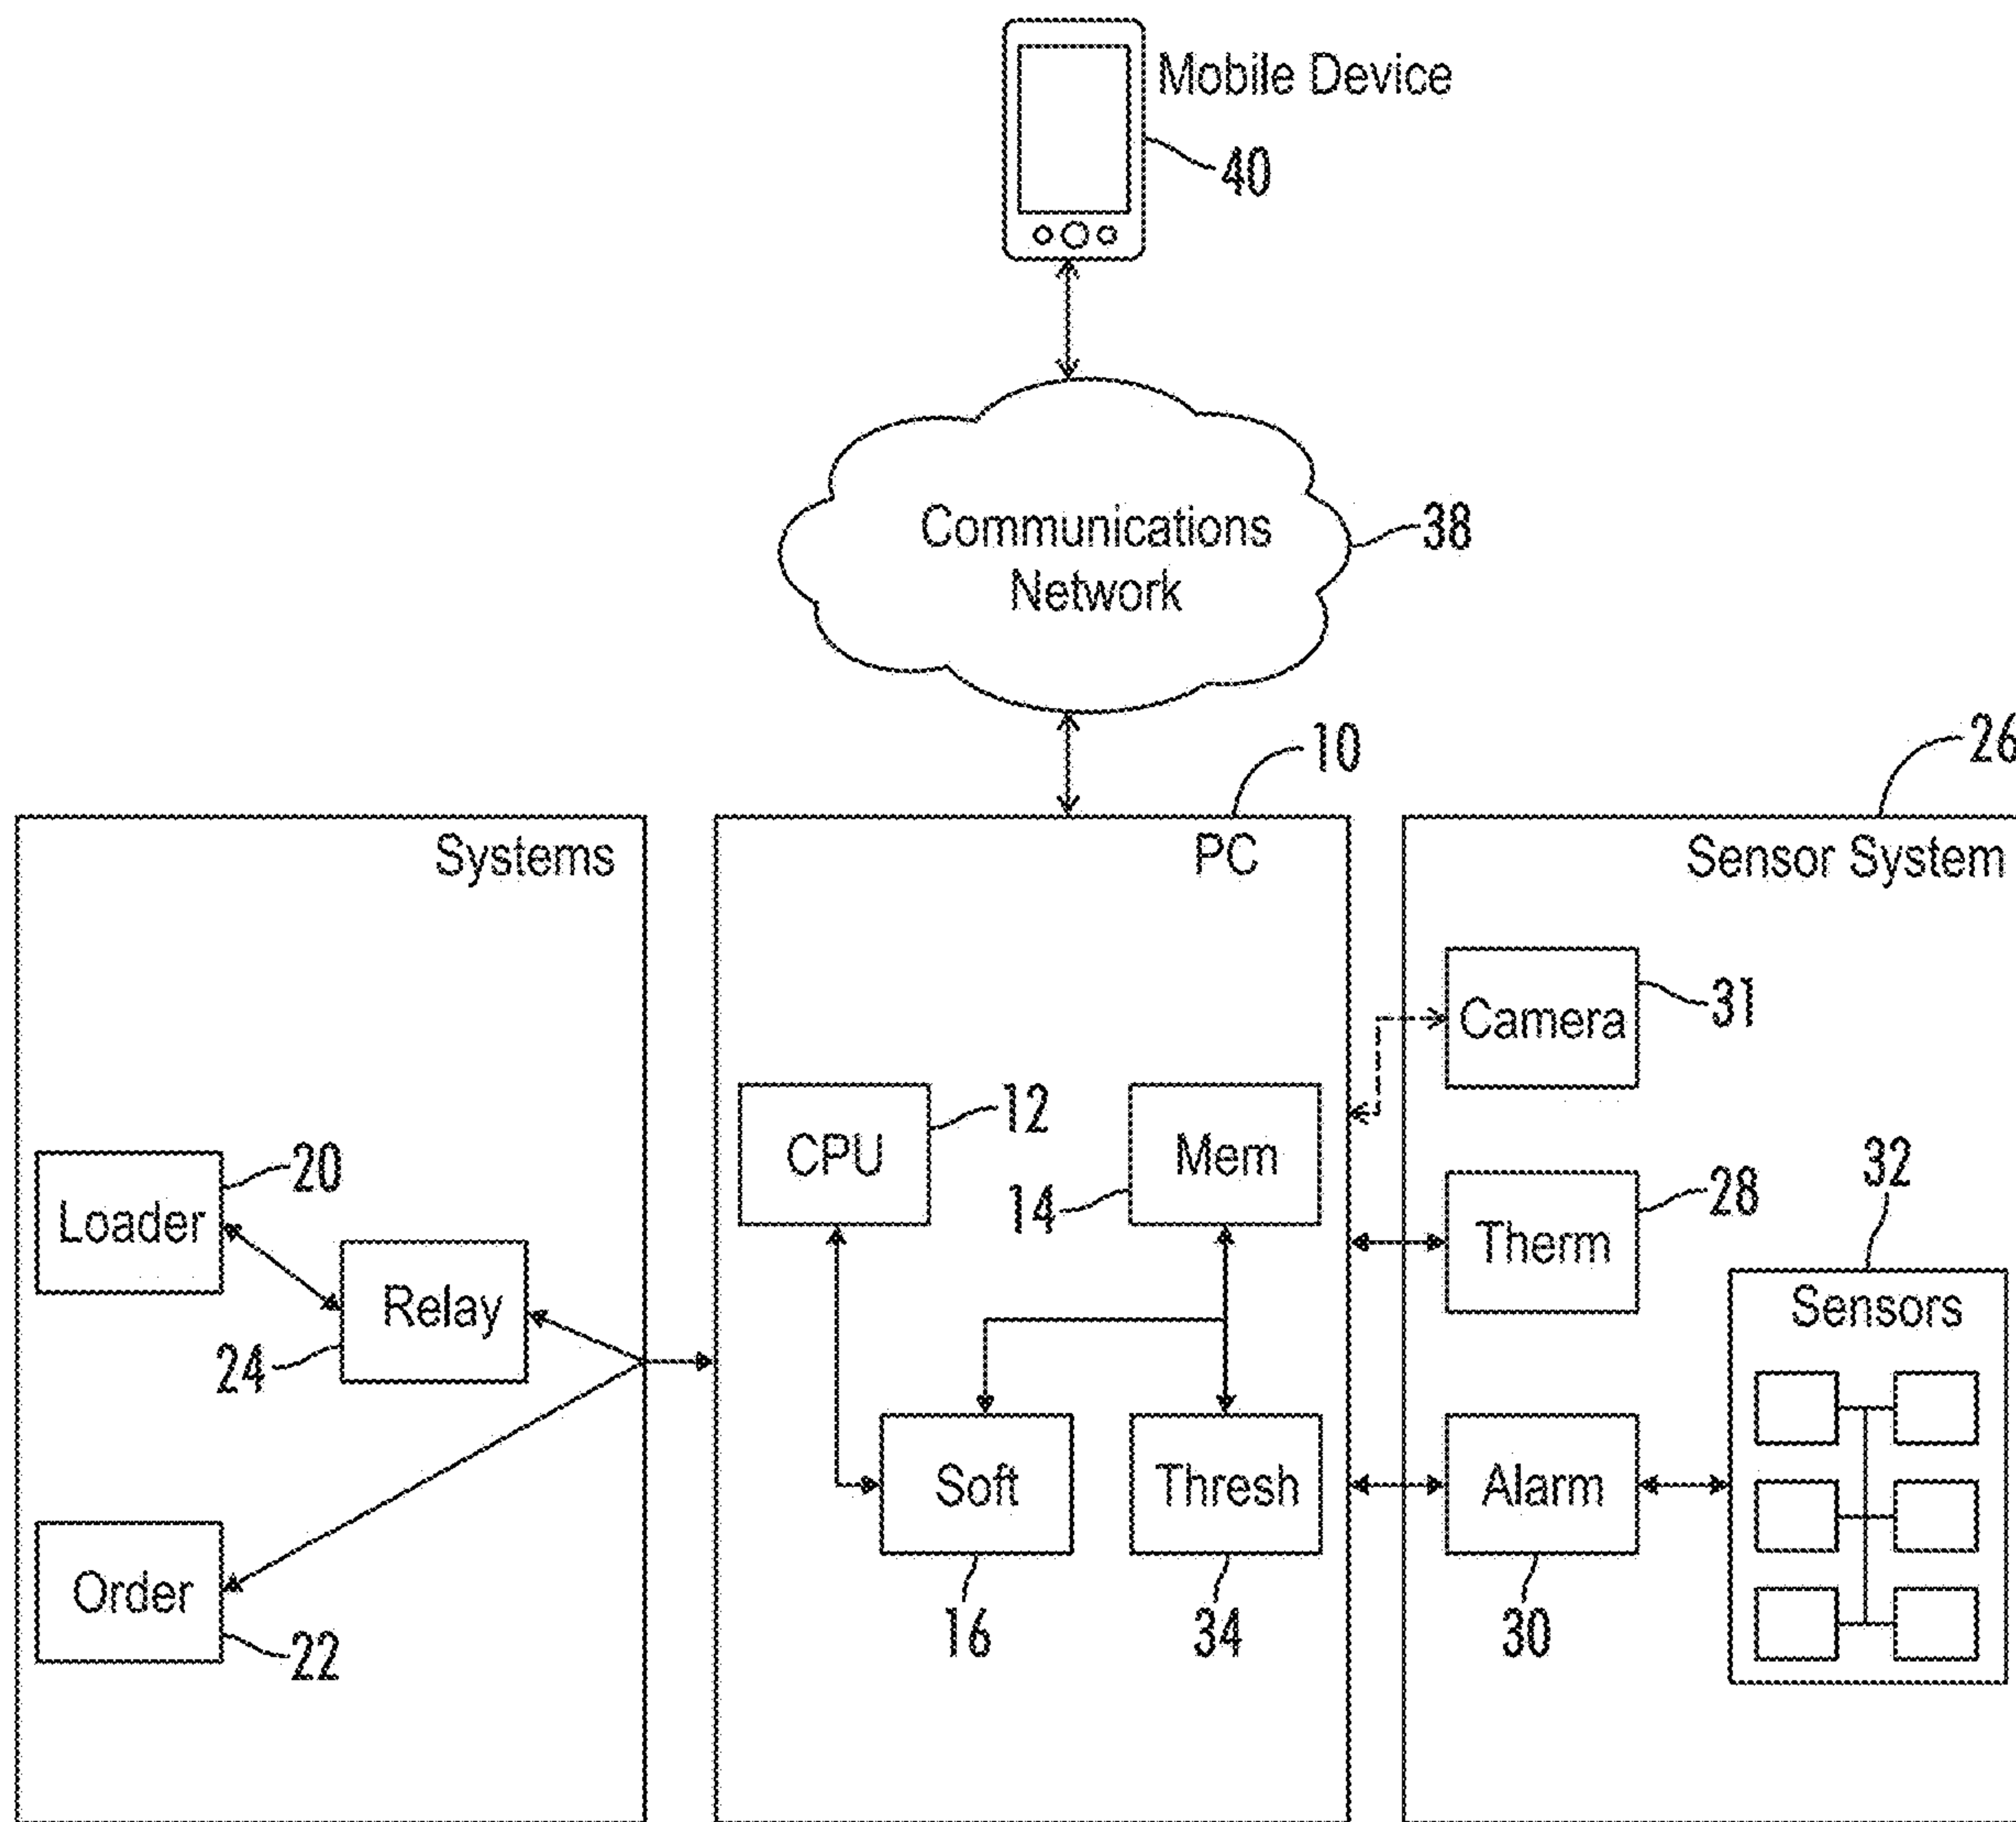 Mobile Device
40
Communications
Network
38
10
26
Systems
PC
Sensor System
Camera
31
12
CPU
Mem
14
20
Loader
Relay
24
Therm
28
32
Sensors
Soft
16
Thresh
34
Alarm
30
Order
22